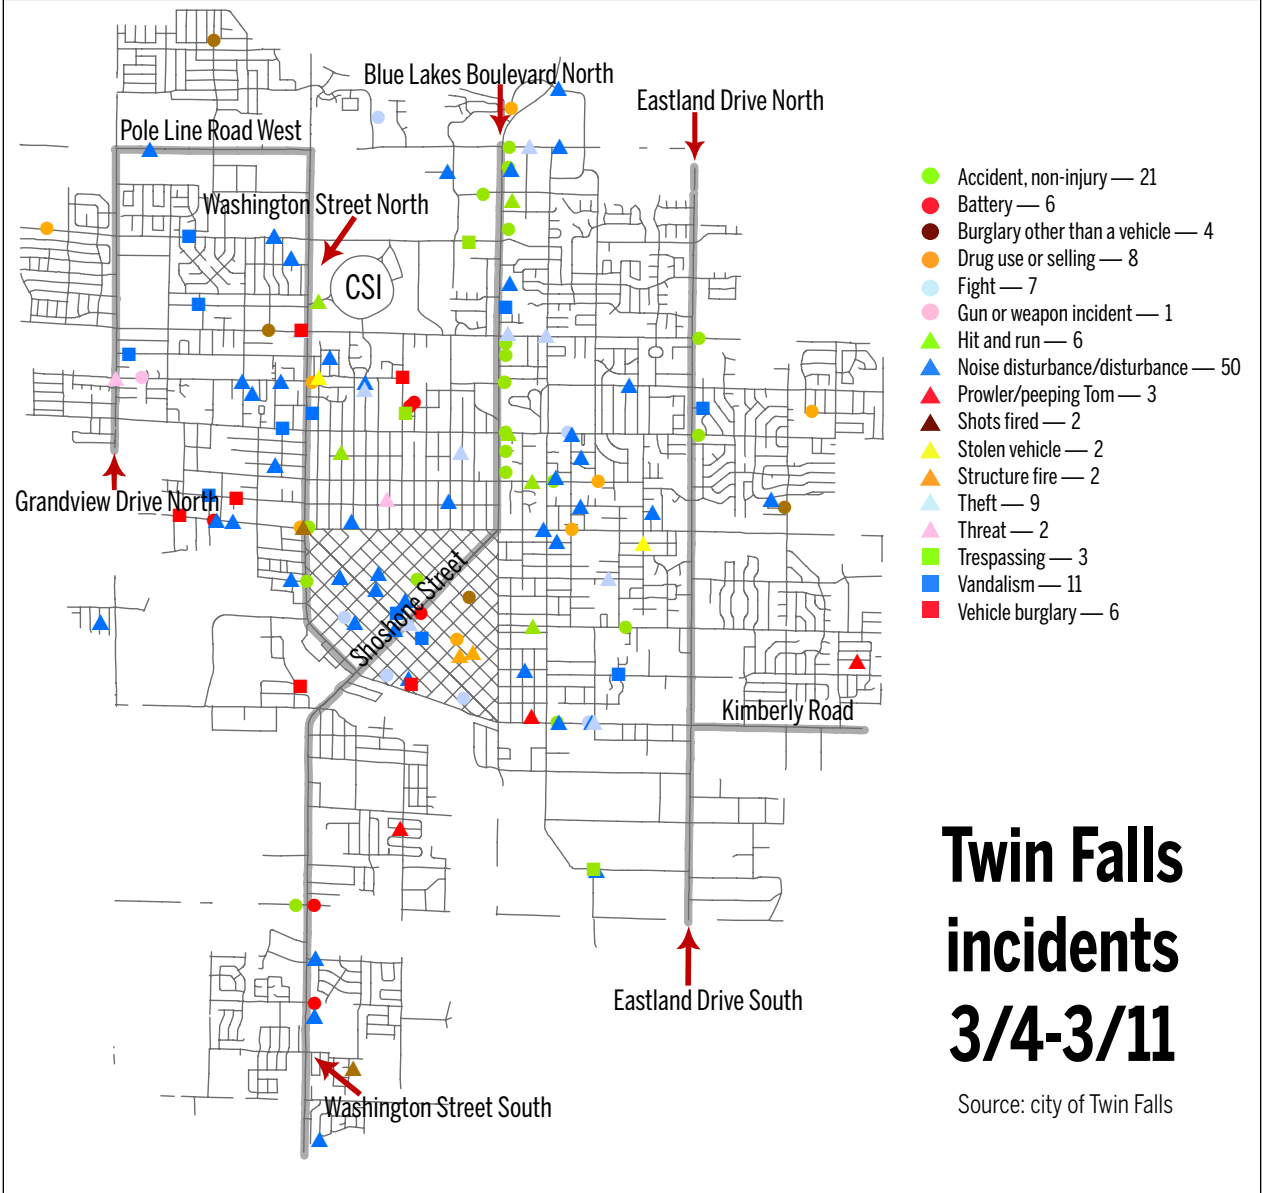 Blue Lakes Boulevard North
Eastland Drive North
Pole Line Road West
Washington Street North
CSI
Grandview Drive North
Shoshone Street
Kimberly Road
Eastland Drive South
Washington Street South
Accident, non-injury — 21
Battery — 6
Burglary other than a vehicle — 4
Drug use or selling — 8
Fight — 7
Gun or weapon incident — 1
Hit and run — 6
Noise disturbance/disturbance — 50
Prowler/peeping Tom — 3
Shots fired — 2
Stolen vehicle — 2
Structure fire — 2
Theft — 9
Threat — 2
Trespassing — 3
Vandalism — 11
Vehicle burglary — 6
Twin Falls
incidents
3/4-3/11
Source: city of Twin Falls